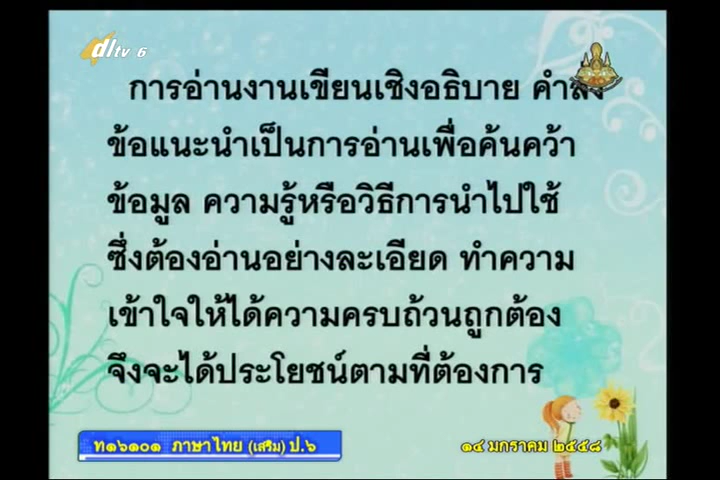 dltv 6
การอ่านงานเขียนเชิงอธิบาย คำสั่ง
ข้อแนะนำเป็นการอ่านเพื่อค้นคว้า
ข้อมูล ความรู้หรือวิธีการนำไปใช้
ซึ่งต้องอ่านอย่างละเอียด ทำความ
เข้าใจให้ได้ความครบถ้วนถูกต้อง
จึงจะได้ประโยชน์ตามที่ต้องการ
ท๑๖๑๐๑ ภาษาไทย (เสริม) ป.๖
๑๔ มกราคม ๒๕๕๘